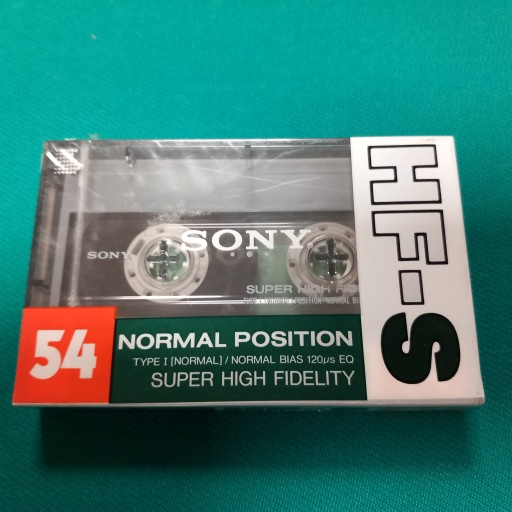 HF-S
SONY
SONY
SUPER HIGH
54
NORMAL POSITION
TYPE I [NORMAL] / NORMAL BIAS 120µs EQ
SUPER HIGH FIDELITY